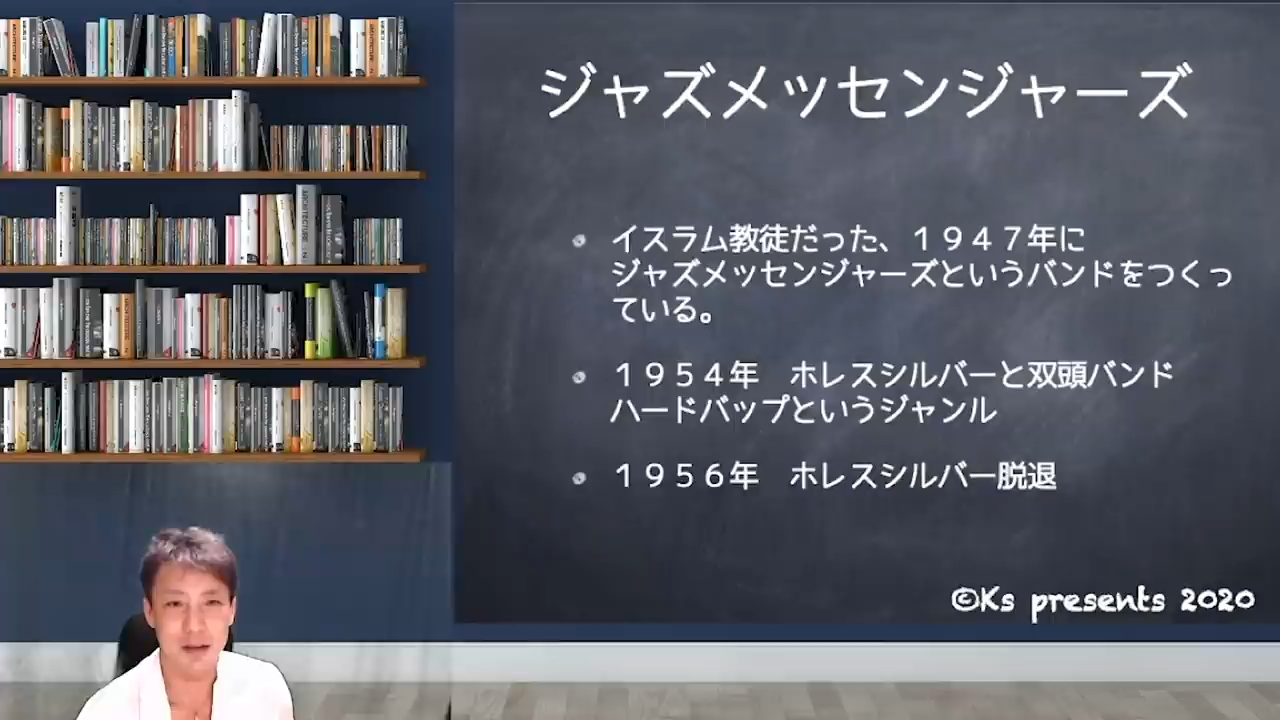 ジャズメッセンジャーズ
イスラム教徒だった、１９４７年に
ジャズメッセンジャーズというバンドをつくっ
ている。
１９５４年　ホレスシルバーと双頭バンド
ハードバップというジャンル
１９５６年　ホレスシルバー脱退
©Ks presents 2020